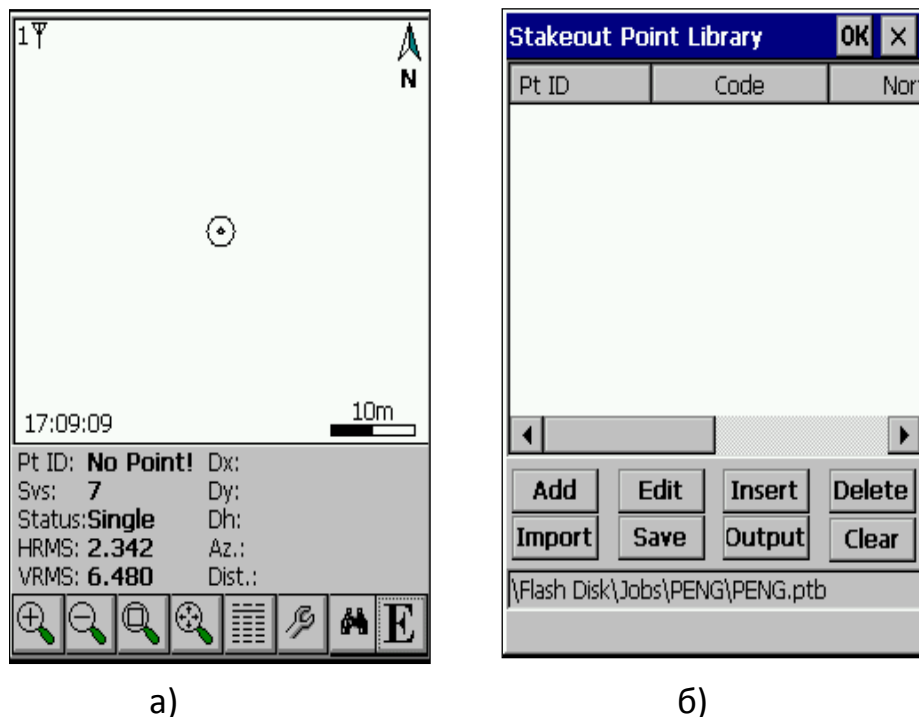 1
N
17:09:09
10m
Pt ID: No Point! Dx:
Svs: 7 Dy:
Status:Single Dh:
HRMS: 2.342 Az.:
VRMS: 6.480 Dist.:
E
а)
Stakeout Point Library OK ×
Pt ID Code Nor
Add Edit Insert Delete
Import Save Output Clear
\Flash Disk\Jobs\PENG\PENG.ptb
б)